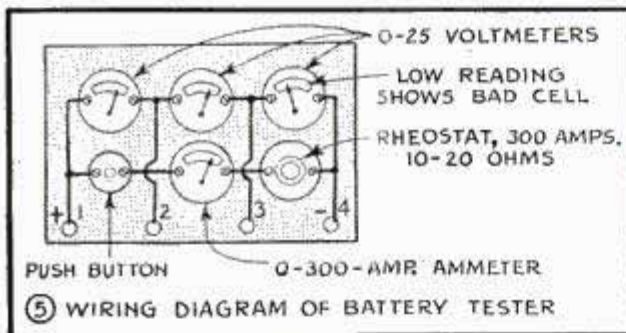 0-25 VOLTMETERS
LOW READING
SHOWS BAD CELL
RHEOSTAT, 300 AMPS.
10-20 OHMS
+ 1 2 3 - 4
PUSH BUTTON
0-300-AMP. AMMETER
5 WIRING DIAGRAM OF BATTERY TESTER